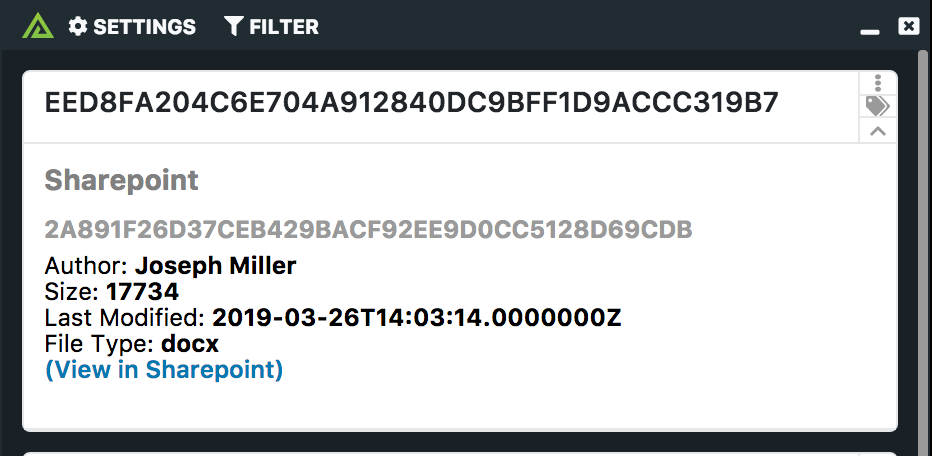 SETTINGS FILTER
EED8FA204C6E704A912840DC9BFF1D9ACCC319B7
Sharepoint
2A891F26D37CEB429BACF92EE9D0CC5128D69CDB
Author: Joseph Miller
Size: 17734
Last Modified: 2019-03-26T14:03:14.0000000Z
File Type: docx
(View in Sharepoint)